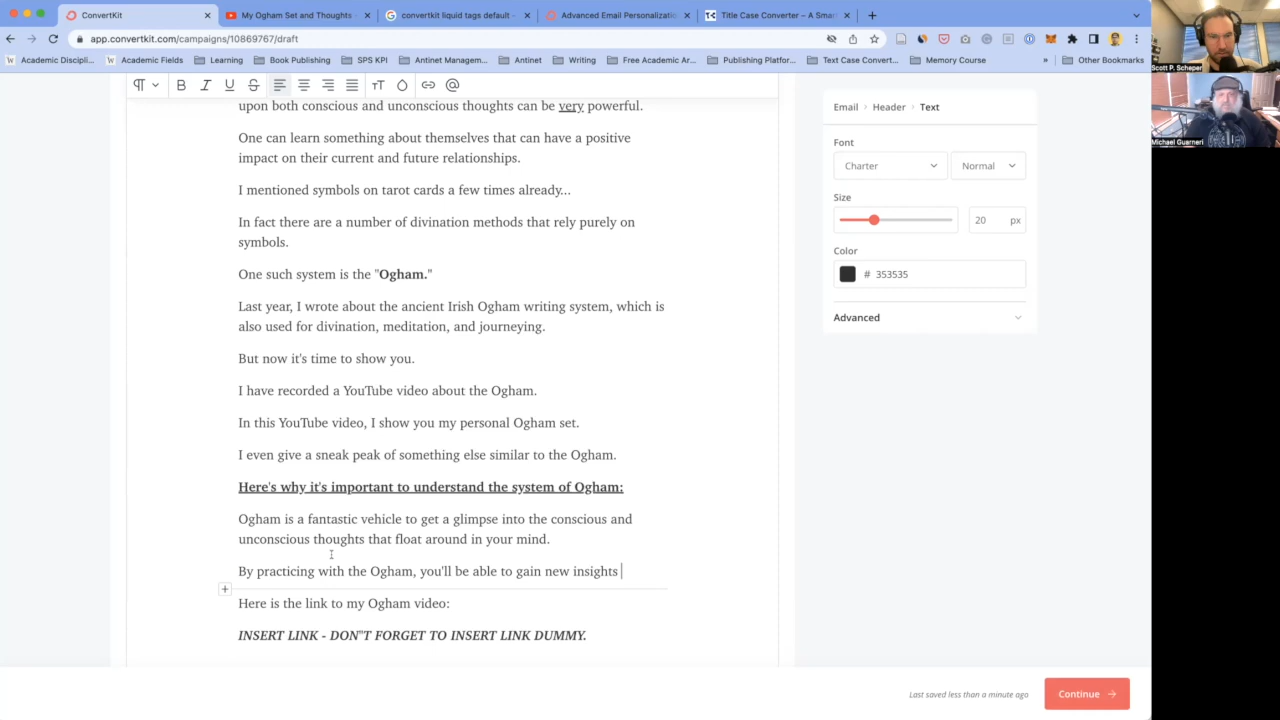 ConvertKit
My Ogham Set and Thoughts
convertkit liquid tags default -
Advanced Email Personalizatio
Title Case Converter – A Smar
app.convertkit.com/campaigns/10869767/draft
Academic Discipli...
Academic Fields
Learning
Book Publishing
SPS KPI
Antinet Managem...
Antinet
Writing
Free Academic Ar...
Publishing Platfor...
Text Case Convert...
Memory Course
»
Other Bookmarks
upon both conscious and unconscious thoughts can be very powerful.
One can learn something about themselves that can have a positive
impact on their current and future relationships.
I mentioned symbols on tarot cards a few times already...
In fact there are a number of divination methods that rely purely on
symbols.
One such system is the "Ogham."
Last year, I wrote about the ancient Irish Ogham writing system, which is
also used for divination, meditation, and journeying.
But now it's time to show you.
I have recorded a YouTube video about the Ogham.
In this YouTube video, I show you my personal Ogham set.
I even give a sneak peak of something else similar to the Ogham.
Here's why it's important to understand the system of Ogham:
Ogham is a fantastic vehicle to get a glimpse into the conscious and
unconscious thoughts that float around in your mind.
By practicing with the Ogham, you'll be able to gain new insights
Here is the link to my Ogham video:
INSERT LINK - DON"T FORGET TO INSERT LINK DUMMY.
Email > Header > Text
Font
Charter
Normal
Size
20 px
Color
# 353535
Advanced
Last saved less than a minute ago
Continue →
Scott P. Scheper
Michael Guarneri